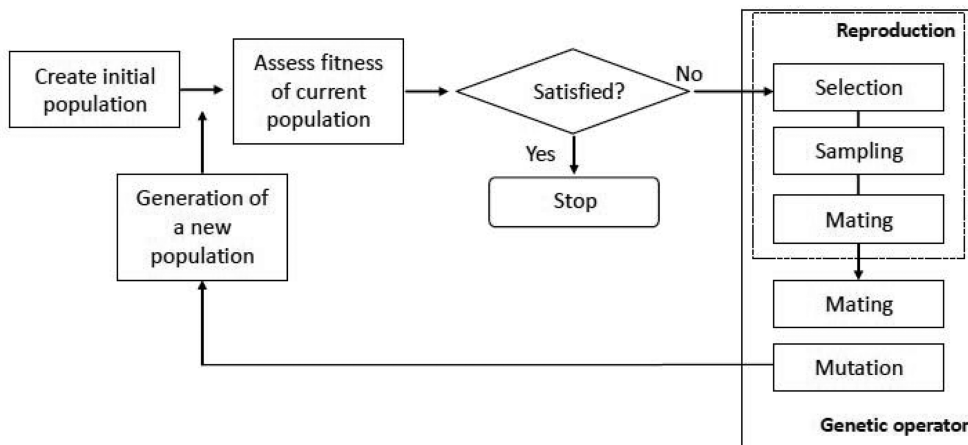 Create initial
population
Assess fitness
of current
population
Satisfied?
No
Yes
Stop
Generation of
a new
population
Reproduction
Selection
Sampling
Mating
Mating
Mutation
Genetic operator